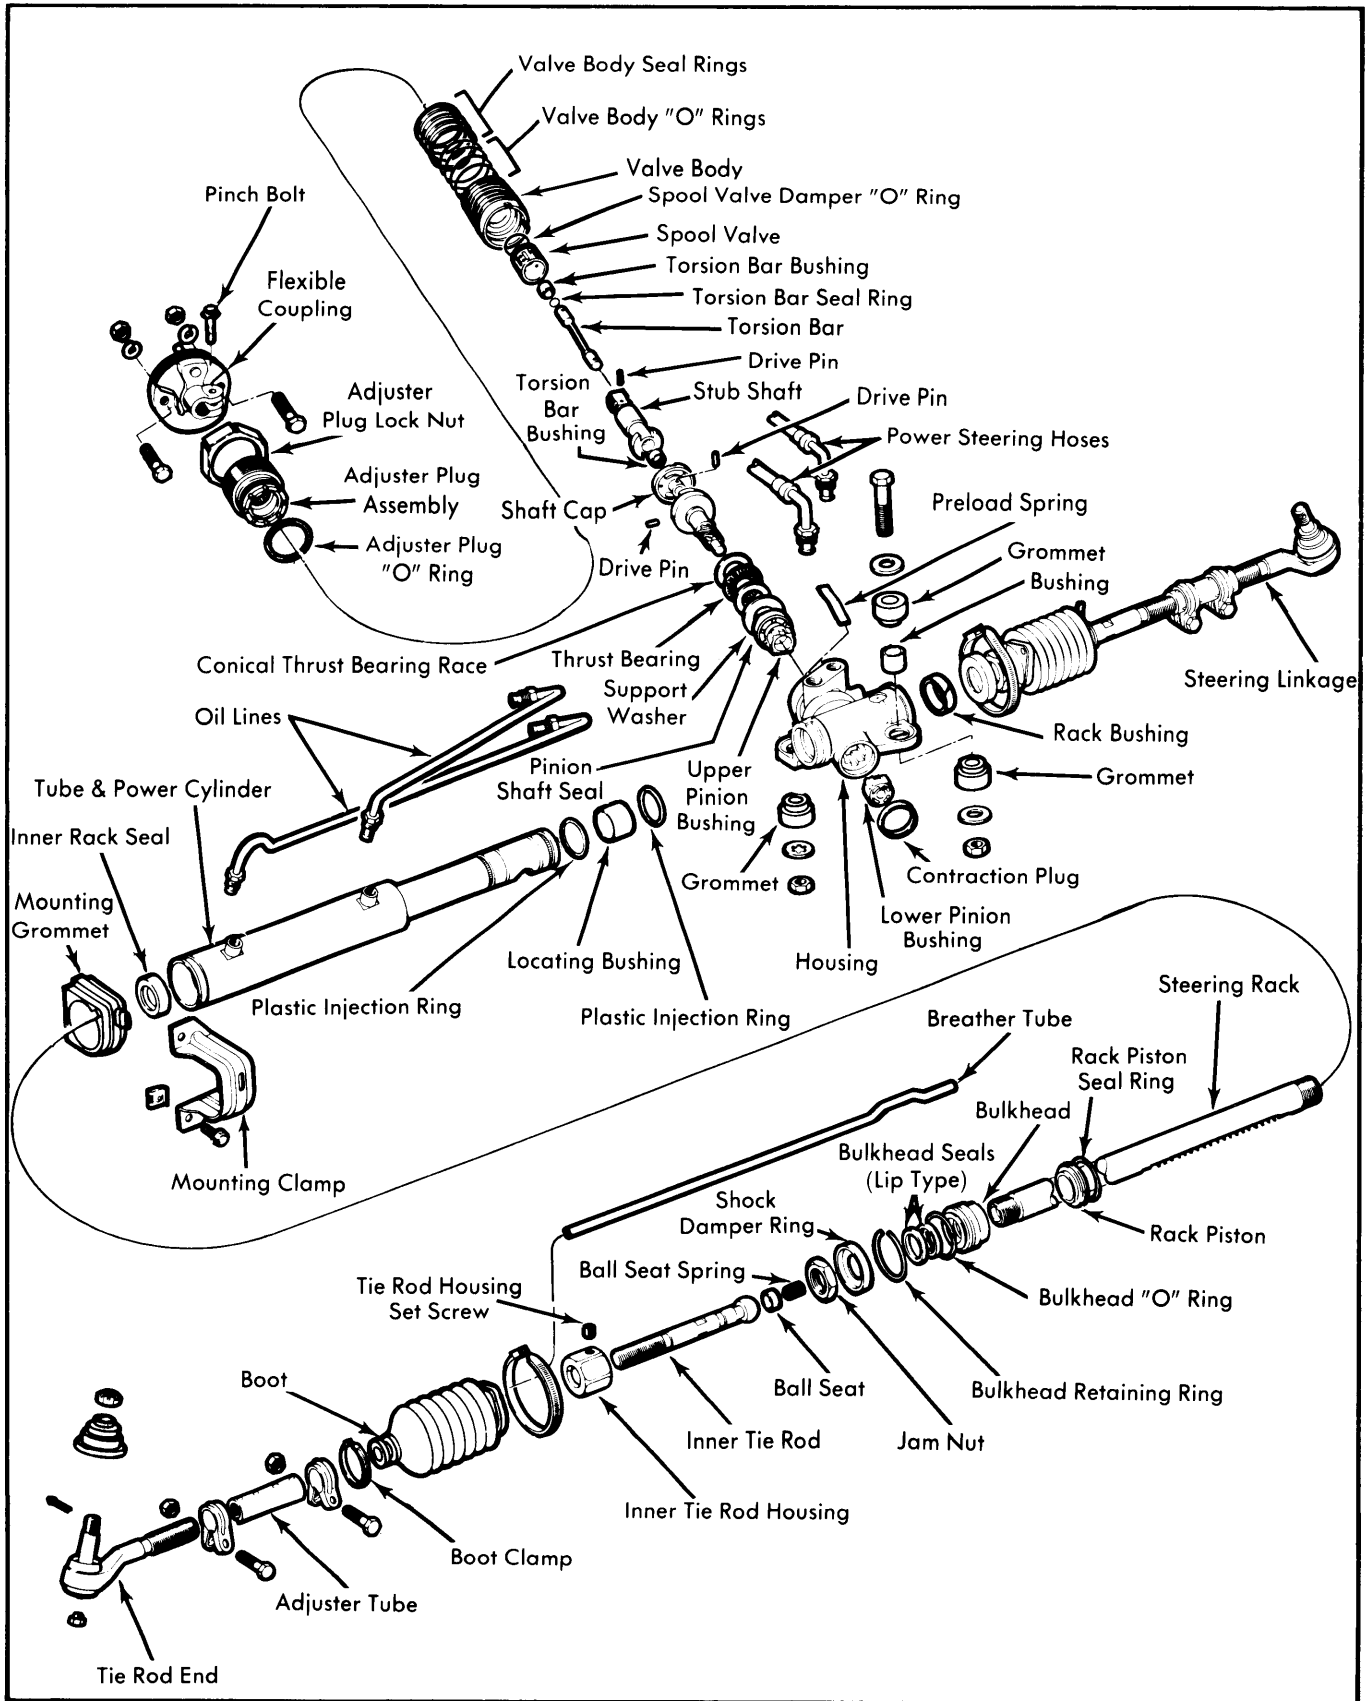 Valve Body Seal Rings
Valve Body "O" Rings
Valve Body
Spool Valve Damper "O" Ring
Spool Valve
Torsion Bar Bushing
Torsion Bar Seal Ring
Torsion Bar
Drive Pin
Stub Shaft
Drive Pin
Power Steering Hoses
Pinch Bolt
Flexible
Coupling
Adjuster
Plug Lock Nut
Adjuster Plug
Assembly
Adjuster Plug
"O" Ring
Torsion
Bar
Bushing
Shaft Cap
Drive Pin
Preload Spring
Grommet
Bushing
Conical Thrust Bearing Race
Thrust Bearing
Support
Washer
Steering Linkage
Oil Lines
Rack Bushing
Pinion
Shaft Seal
Upper
Pinion
Bushing
Grommet
Tube & Power Cylinder
Inner Rack Seal
Mounting
Grommet
Grommet
Contraction Plug
Lower Pinion
Bushing
Housing
Locating Bushing
Plastic Injection Ring
Plastic Injection Ring
Steering Rack
Breather Tube
Rack Piston
Seal Ring
Bulkhead
Mounting Clamp
Bulkhead Seals
(Lip Type)
Shock
Damper Ring
Rack Piston
Ball Seat Spring
Bulkhead "O" Ring
Tie Rod Housing
Set Screw
Boot
Ball Seat
Bulkhead Retaining Ring
Inner Tie Rod
Jam Nut
Inner Tie Rod Housing
Boot Clamp
Adjuster Tube
Tie Rod End